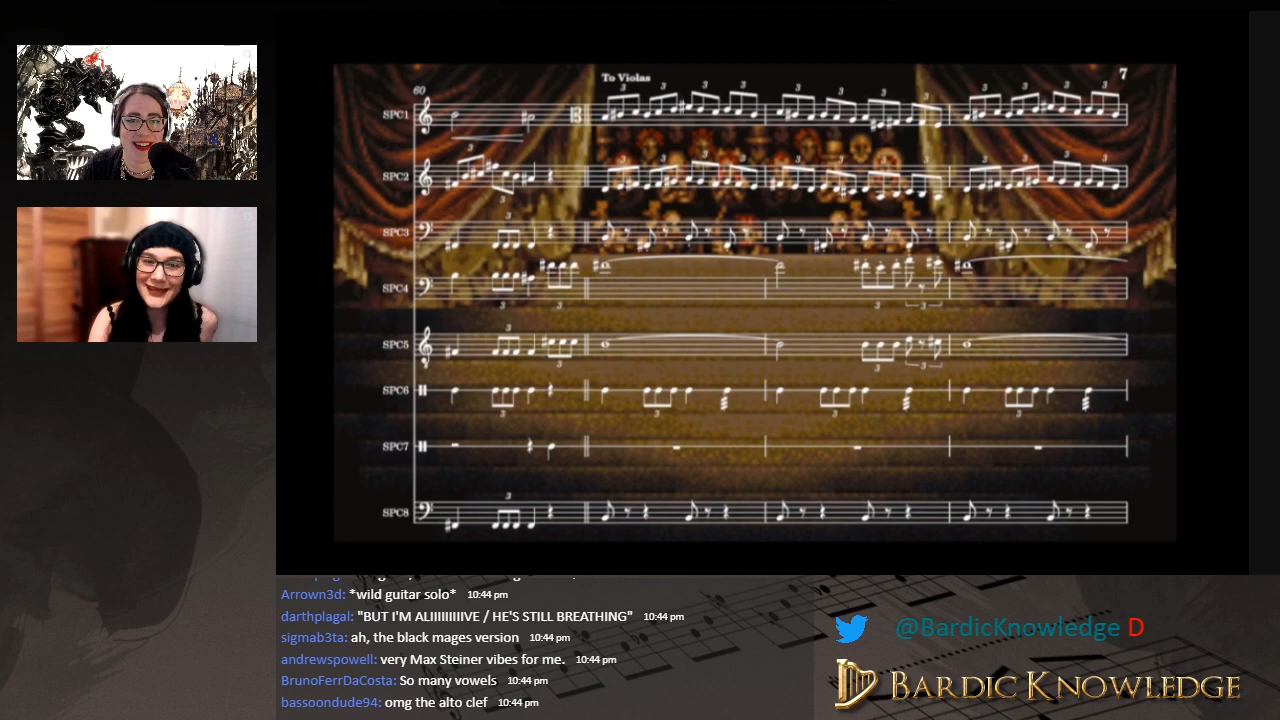 To Violas
7
60
SPC1
SPC2
SPC3
SPC4
SPC5
SPC6
SPC7
SPC8
Arrown3d: *wild guitar solo* 10:44 pm
darthplagal: "BUT I'M ALIIIIIIIIIVE / HE'S STILL BREATHING" 10:44 pm
sigmab3ta: ah, the black mages version 10:44 pm
andrewspowell: very Max Steiner vibes for me. 10:44 pm
BrunoFerrDaCosta: So many vowels 10:44 pm
bassoondude94: omg the alto clef 10:44 pm
@BardicKnowledge D
BARDIC KNOWLEDGE